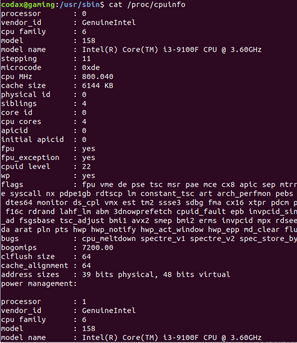 codax@gaming:/usr/sbin$ cat /proc/cpuinfo
processor : 0
vendor_id : GenuineIntel
cpu family : 6
model : 158
model name : Intel(R) Core(TM) i3-9100F CPU @ 3.60GHz
stepping : 11
microcode : 0xde
cpu MHz : 800.040
cache size : 6144 KB
physical id : 0
siblings : 4
core id : 0
cpu cores : 4
apicid : 0
initial apicid : 0
fpu : yes
fpu_exception : yes
cpuid level : 22
wp : yes
flags : fpu vme de pse tsc msr pae mce cx8 apic sep mtrr
e syscall nx pdpe1gb rdtscp lm constant_tsc art arch_perfmon pebs
dtes64 monitor ds_cpl vmx est tm2 ssse3 sdbg fma cx16 xtpr pdcm p
f16c rdrand lahf_lm abm 3dnowprefetch cpuid_fault epb invpcid_sin
ad fsgsbase tsc_adjust bmi1 avx2 smep bmi2 erms invpcid mpx rdsee
da arat pln pts hwp hwp_notify hwp_act_window hwp_epp md_clear flu
bugs : cpu_meltdown spectre_v1 spectre_v2 spec_store_by
bogomips : 7200.00
clflush size : 64
cache_alignment : 64
address sizes : 39 bits physical, 48 bits virtual
power management:
processor : 1
vendor_id : GenuineIntel
cpu family : 6
model : 158
model name : Intel(R) Core(TM) i3-9100F CPU @ 3.60GHz